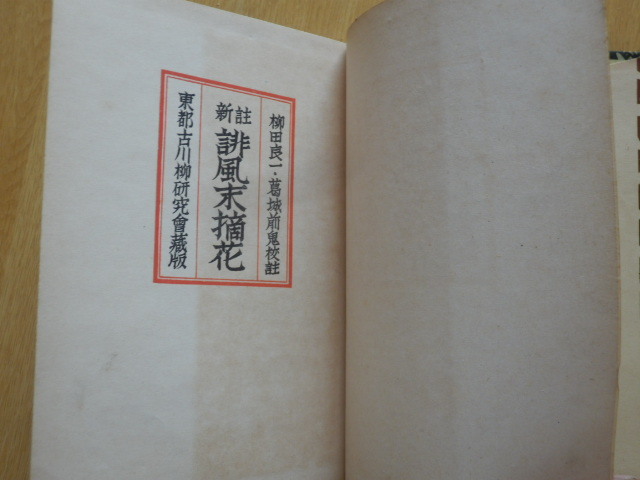 柳田良一・葛城前鬼校註
新註
誹風末摘花
東都古川柳研究會藏版